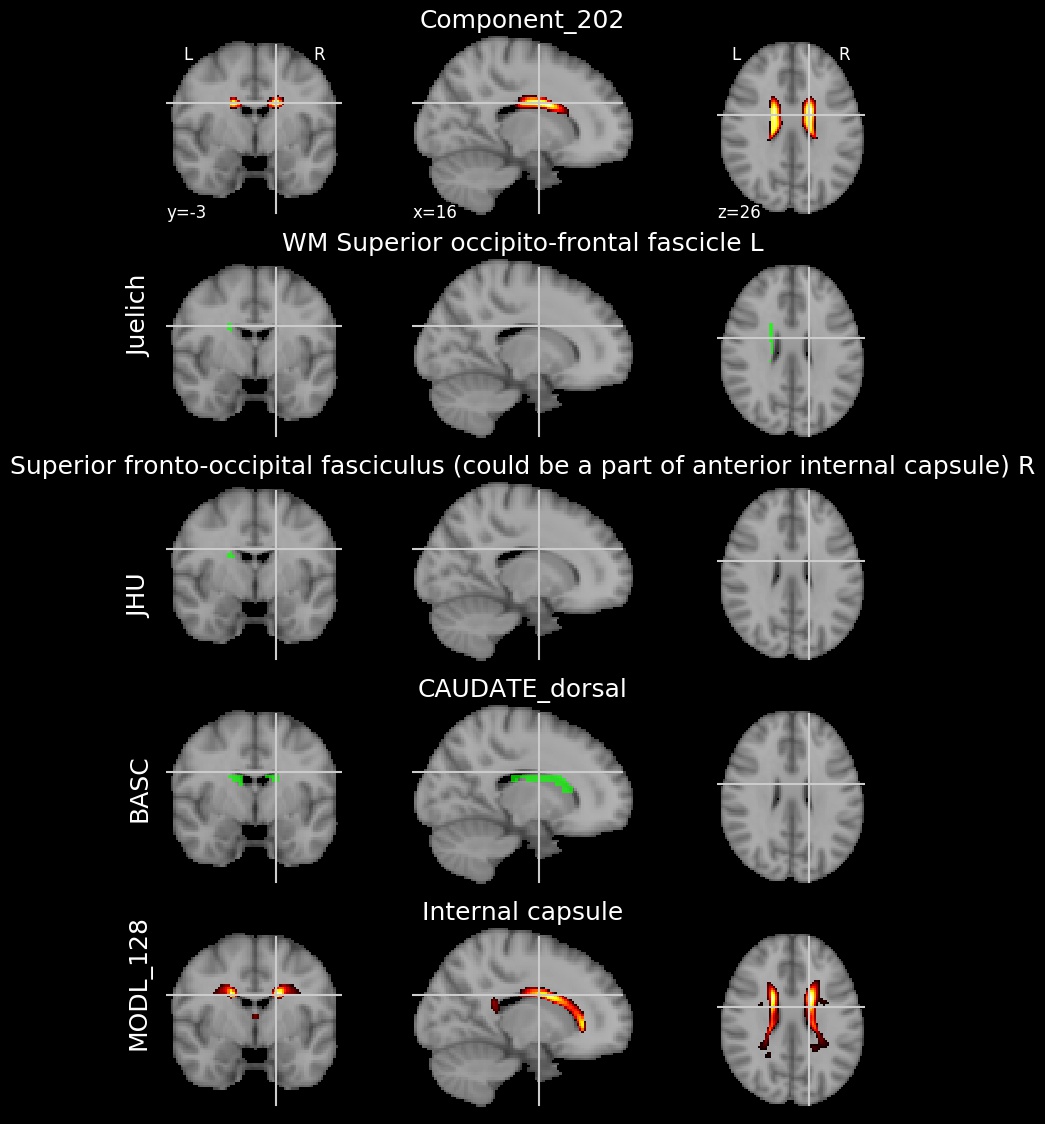 Component_202
L R L R
y=-3 x=16 z=26
WM Superior occipito-frontal fascicle L
Juelich
Superior fronto-occipital fasciculus (could be a part of anterior internal capsule) R
JHU
CAUDATE_dorsal
BASC
Internal capsule
MODL_128